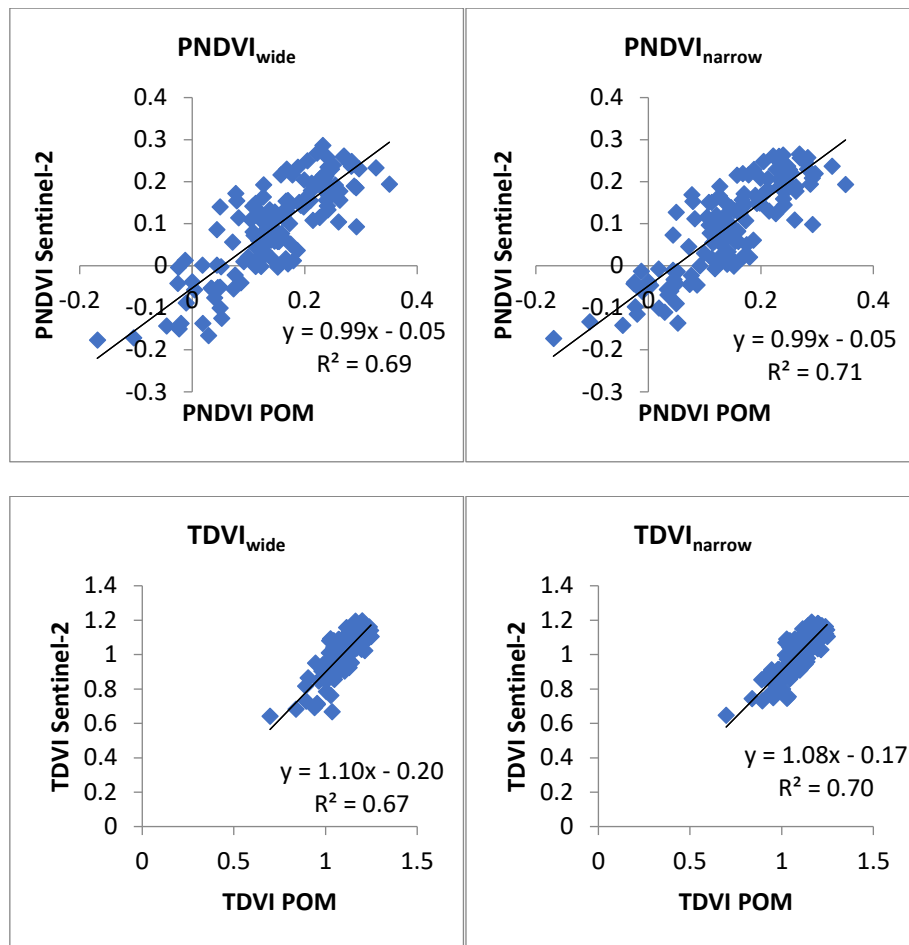 PNDVIwide
PNDVI Sentinel-2
0.4
0.3
0.2
0.1
0
-0.1
-0.2
-0.3
-0.2
0
0.2
0.4
y = 0.99x - 0.05
R² = 0.69
PNDVI POM
PNDVInarrow
PNDVI Sentinel-2
0.4
0.3
0.2
0.1
0
-0.1
-0.2
-0.3
-0.2
0
0.2
0.4
y = 0.99x - 0.05
R² = 0.71
PNDVI POM
TDVIwide
TDVI Sentinel-2
1.4
1.2
1
0.8
0.6
0.4
0.2
0
y = 1.10x - 0.20
R² = 0.67
0
0.5
1
1.5
TDVI POM
TDVInarrow
TDVI Sentinel-2
1.4
1.2
1
0.8
0.6
0.4
0.2
0
y = 1.08x - 0.17
R² = 0.70
0
0.5
1
1.5
TDVI POM